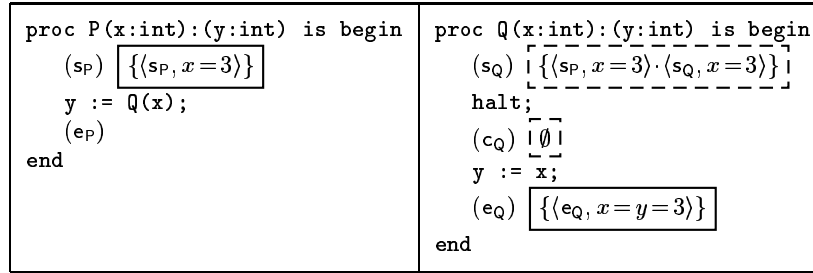 proc P(x:int):(y:int) is begin
(sP) {⟨sP, x = 3⟩}
y := Q(x);
(eP)
end
proc Q(x:int):(y:int) is begin
(sQ) {⟨sP, x = 3⟩·⟨sQ, x = 3⟩}
halt;
(cQ) ∅
y := x;
(eQ) {⟨eQ, x = y = 3⟩}
end